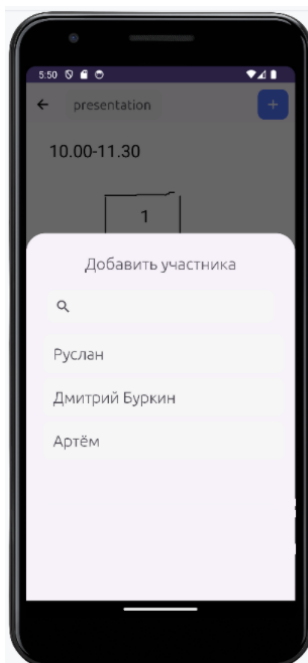 5:50
presentation
+
10.00-11.30
1
Добавить участника
Руслан
Дмитрий Буркин
Артём